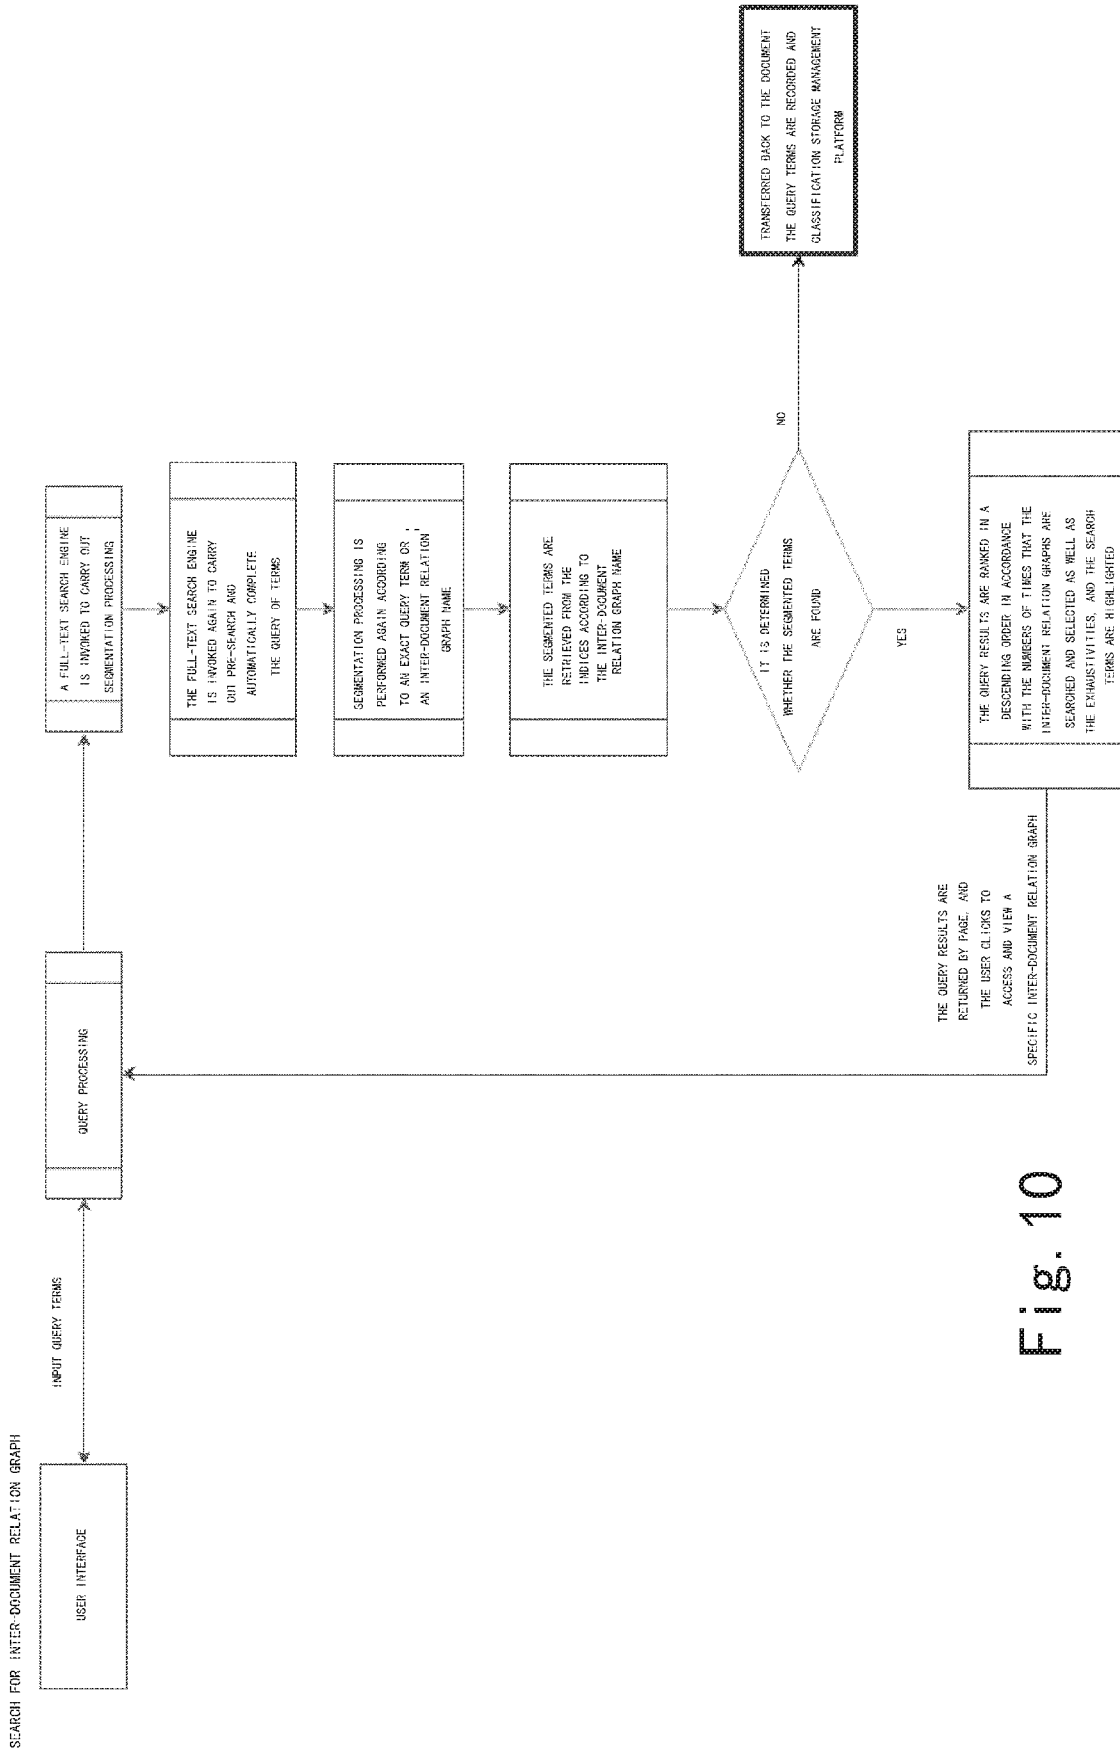 SEARCH FOR INTER-DOCUMENT RELATION GRAPH
USER INTERFACE
INPUT QUERY TERMS
QUERY PROCESSING
A FULL-TEXT SEARCH ENGINE
IS INVOKED TO CARRY OUT
SEGMENTATION PROCESSING
THE FULL-TEXT SEARCH ENGINE
IS INVOKED AGAIN TO CARRY
OUT PRE-SEARCH AND
AUTOMATICALLY COMPLETE
THE QUERY OF TERMS
SEGMENTATION PROCESSING IS
PERFORMED AGAIN ACCORDING
TO AN EXACT QUERY TERM OR
AN INTER-DOCUMENT RELATION
GRAPH NAME
THE SEGMENTED TERMS ARE
RETRIEVED FROM THE
INDICES ACCORDING TO
THE INTER-DOCUMENT
RELATION GRAPH NAME
IT IS DETERMINED
WHETHER THE SEGMENTED TERMS
ARE FOUND
NO
TRANSFERRED BACK TO THE DOCUMENT
THE QUERY TERMS ARE RECORDED AND
CLASSIFICATION STORAGE MANAGEMENT
PLATFORM
YES
THE QUERY RESULTS ARE RANKED IN A
DESCENDING ORDER IN ACCORDANCE
WITH THE NUMBERS OF TIMES THAT THE
INTER-DOCUMENT RELATION GRAPHS ARE
SEARCHED AND SELECTED AS WELL AS
THE EXHAUSTIVITIES, AND THE SEARCH
TERMS ARE HIGHLIGHTED
THE QUERY RESULTS ARE
RETURNED BY PAGE, AND
THE USER CLICKS TO
ACCESS AND VIEW A
SPECIFIC INTER-DOCUMENT RELATION GRAPH
Fig. 10